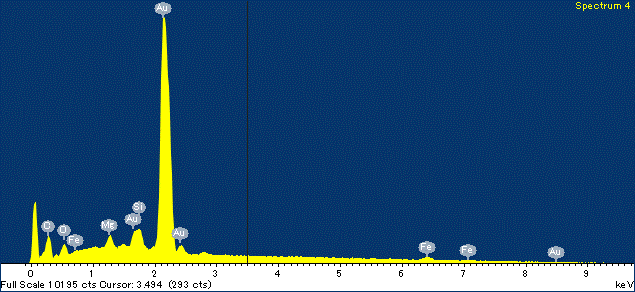 Spectrum 4
Au
Si
Au
Mg
Au
O
Fe
Fe
Fe
Au
0 1 2 3 4 5 6 7 8 9
Full Scale 10195 cts Cursor: 3.494 (293 cts) keV